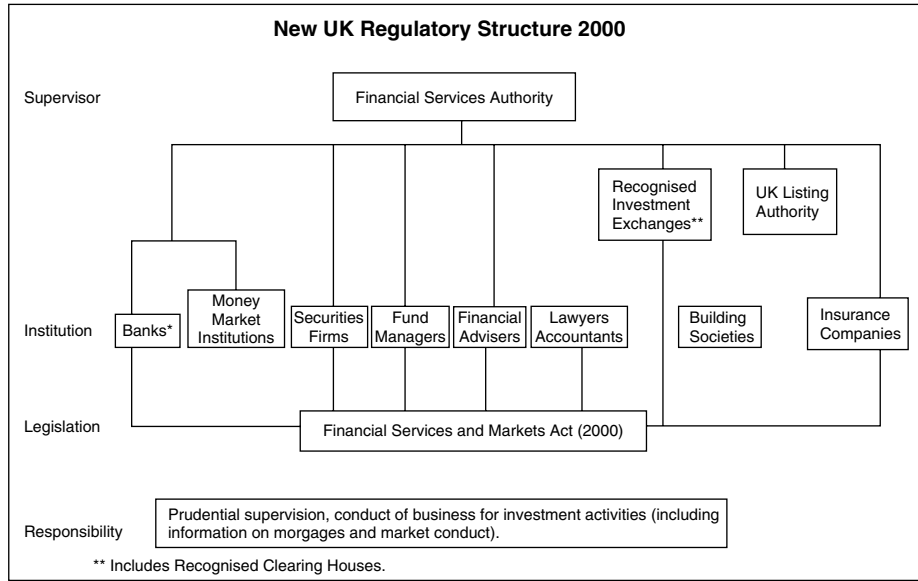 New UK Regulatory Structure 2000
Supervisor
Financial Services Authority
Recognised
Investment
Exchanges**
UK Listing
Authority
Institution
Banks*
Money
Market
Institutions
Securities
Firms
Fund
Managers
Financial
Advisers
Lawyers
Accountants
Building
Societies
Insurance
Companies
Legislation
Financial Services and Markets Act (2000)
Responsibility
Prudential supervision, conduct of business for investment activities (including
information on morgages and market conduct).
** Includes Recognised Clearing Houses.